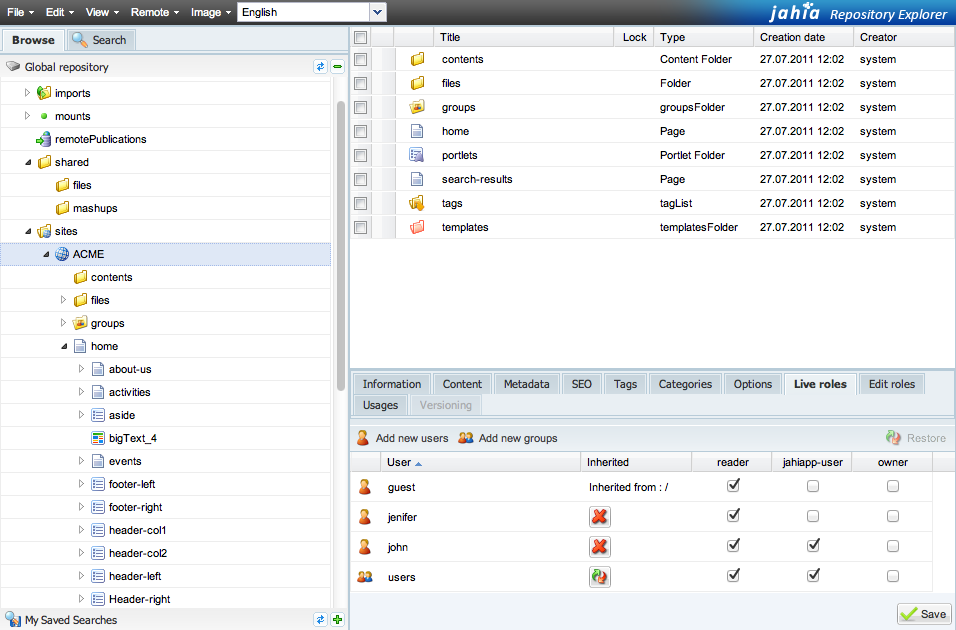 File Edit View Remote Image English
jahia Repository Explorer
Browse Search
Global repository
imports
mounts
remotePublications
shared
files
mashups
sites
ACME
contents
files
groups
home
about-us
activities
aside
bigText_4
events
footer-left
footer-right
header-col1
header-col2
header-left
Header-right
My Saved Searches
Title Lock Type Creation date Creator
contents Content Folder 27.07.2011 12:02 system
files Folder 27.07.2011 12:02 system
groups groupsFolder 27.07.2011 12:02 system
home Page 27.07.2011 12:02 system
portlets Portlet Folder 27.07.2011 12:02 system
search-results Page 27.07.2011 12:02 system
tags tagList 27.07.2011 12:02 system
templates templatesFolder 27.07.2011 12:02 system
Information Content Metadata SEO Tags Categories Options Live roles Edit roles
Usages Versioning
Add new users Add new groups Restore
User Inherited reader jahiapp-user owner
guest Inherited from : /
jenifer
john
users
Save